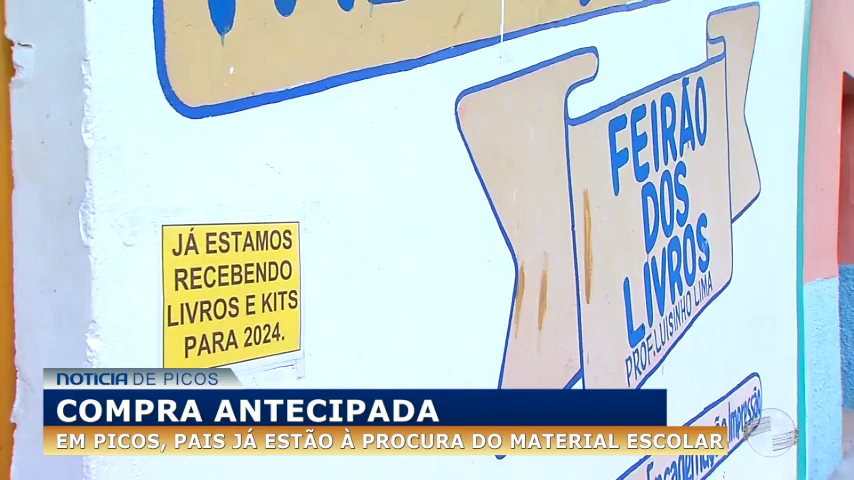 FEIRÃO
DOS
LIVROS
PROF. LUISINHO LIMA
JÁ ESTAMOS
RECEBENDO
LIVROS E KITS
PARA 2024.
NOTICIA DE PICOS
COMPRA ANTECIPADA
EM PICOS, PAIS JÁ ESTÃO À PROCURA DO MATERIAL ESCOLAR
Impressão